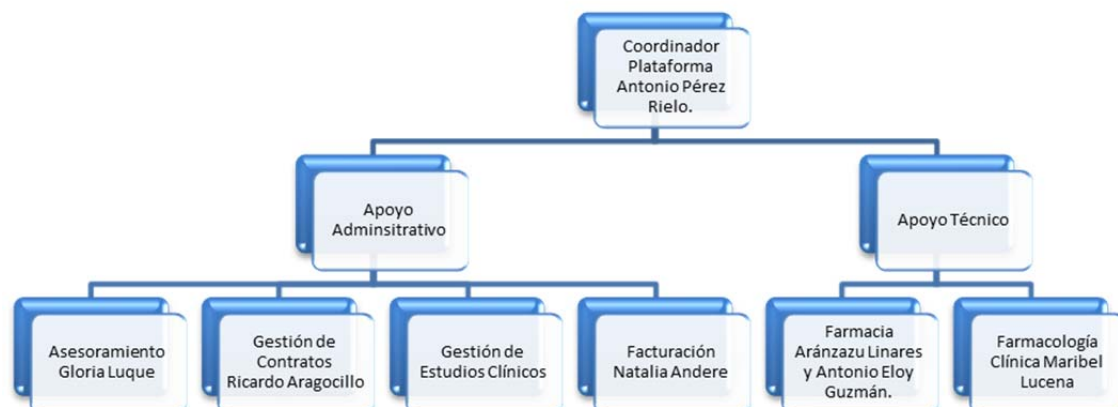 Coordinador
Plataforma
Antonio Pérez
Rielo.
Apoyo
Adminsitrativo
Apoyo Técnico
Asesoramiento
Gloria Luque
Gestión de
Contratos
Ricardo Aragocillo
Gestión de
Estudios Clínicos
Facturación
Natalia Andere
Farmacia
Aránzazu Linares
y Antonio Eloy
Guzmán.
Farmacología
Clínica Maribel
Lucena